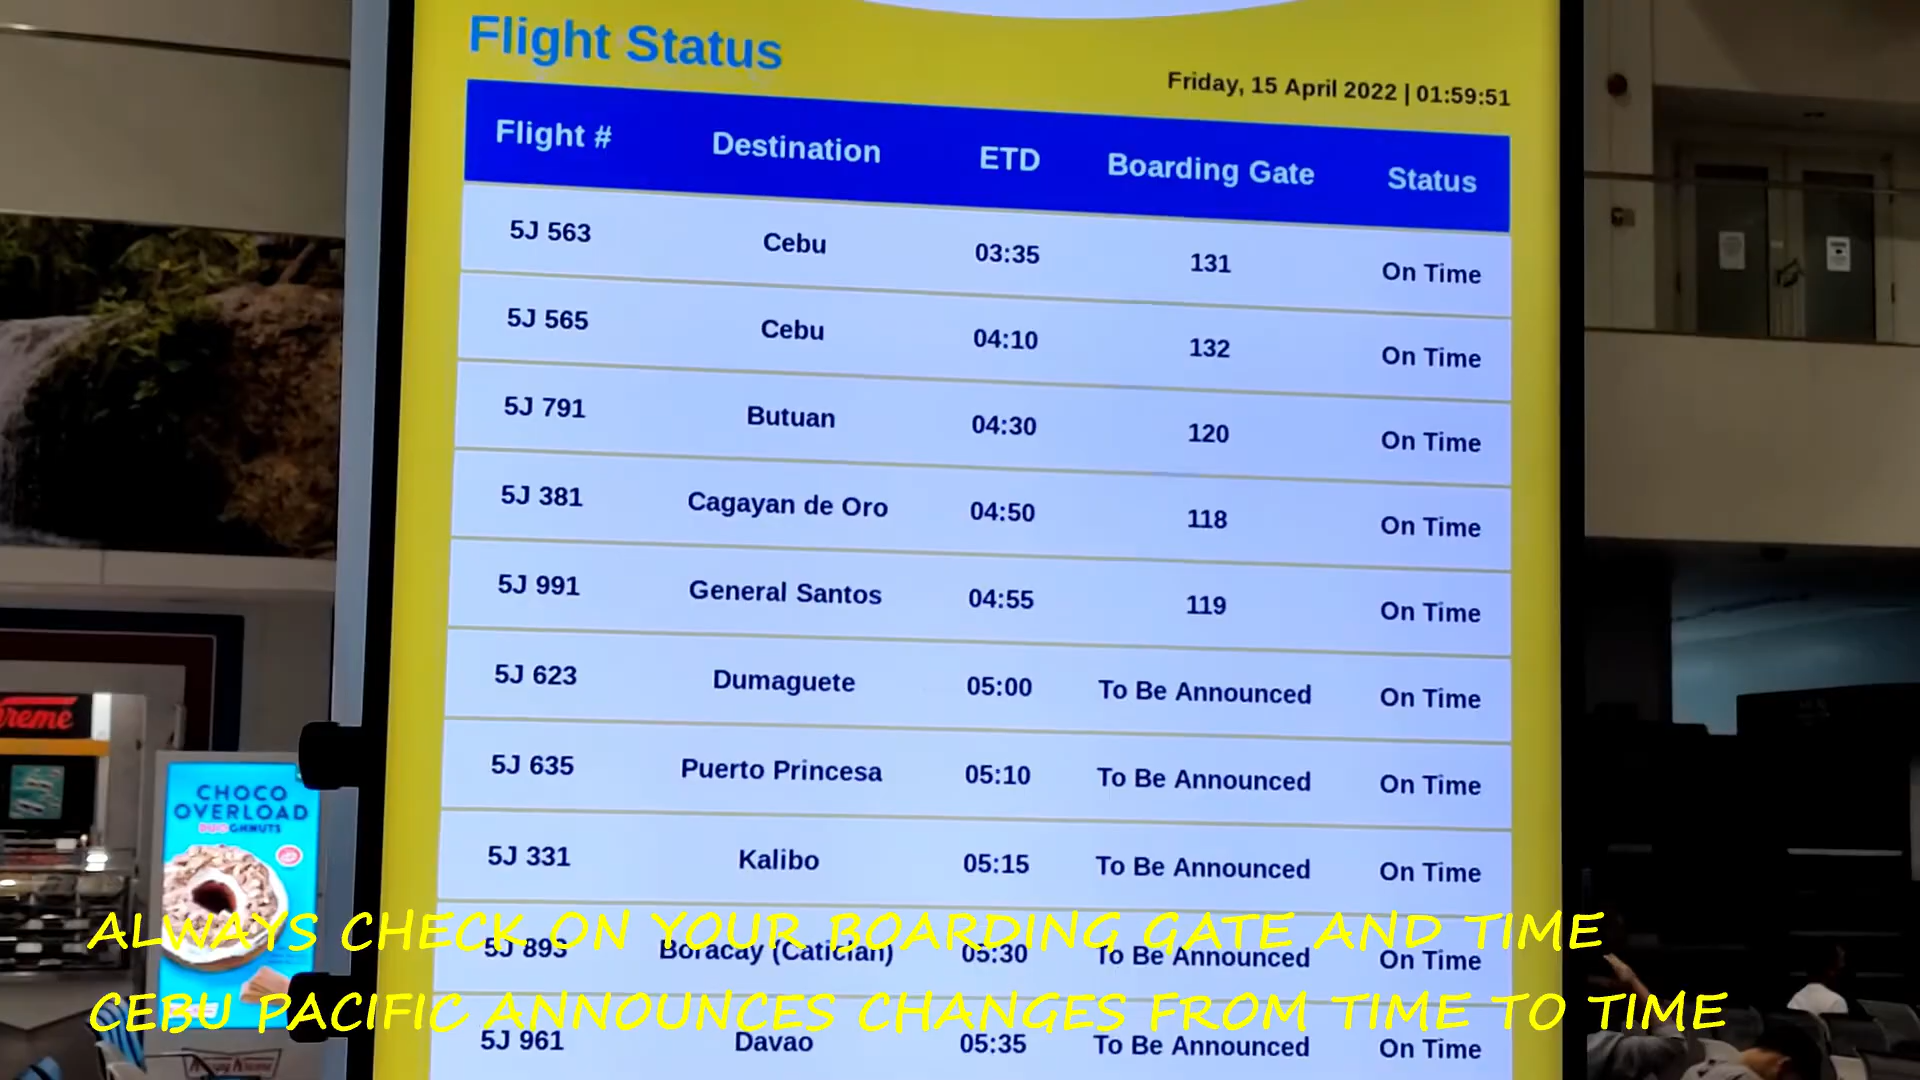 Flight Status
Friday, 15 April 2022 | 01:59:51
Flight # Destination ETD Boarding Gate Status
5J 563 Cebu 03:35 131 On Time
5J 565 Cebu 04:10 132 On Time
5J 791 Butuan 04:30 120 On Time
5J 381 Cagayan de Oro 04:50 118 On Time
5J 991 General Santos 04:55 119 On Time
5J 623 Dumaguete 05:00 To Be Announced On Time
5J 635 Puerto Princesa 05:10 To Be Announced On Time
5J 331 Kalibo 05:15 To Be Announced On Time
5J 893 Boracay (Caticlan) 05:30 To Be Announced On Time
5J 961 Davao 05:35 To Be Announced On Time
ALWAYS CHECK ON YOUR BOARDING GATE AND TIME
CEBU PACIFIC ANNOUNCES CHANGES FROM TIME TO TIME
CHOCO
OVERLOAD
Krispy Kreme